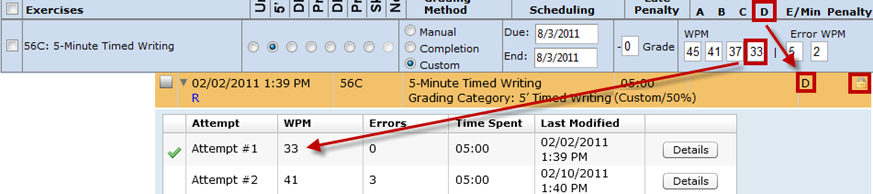 Exercises
Grading
Method
Scheduling
Penalty
A B C D E/Min Penalty
56C: 5-Minute Timed Writing
Manual
Completion
Custom
Due: 8/3/2011
End: 8/3/2011
-0 Grade
WPM
45 41 37 33 |
Error WPM
5 2
02/02/2011 1:39 PM 56C 5-Minute Timed Writing 05:00 D
R Grading Category: 5' Timed Writing (Custom/50%)
Attempt WPM Errors Time Spent Last Modified
Attempt #1 33 0 05:00 02/02/2011
1:39 PM
Details
Attempt #2 41 3 05:00 02/10/2011
1:40 PM
Details